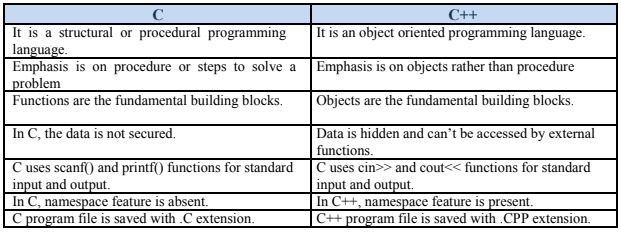 C
C++
It is a structural or procedural programming
language.
It is an object oriented programming language.
Emphasis is on procedure or steps to solve a
problem
Emphasis is on objects rather than procedure
Functions are the fundamental building blocks.
Objects are the fundamental building blocks.
In C, the data is not secured.
Data is hidden and can’t be accessed by external
functions.
C uses scanf() and printf() functions for standard
input and output.
C uses cin>> and cout<< functions for standard
input and output.
In C, namespace feature is absent.
In C++, namespace feature is present.
C program file is saved with .C extension.
C++ program file is saved with .CPP extension.